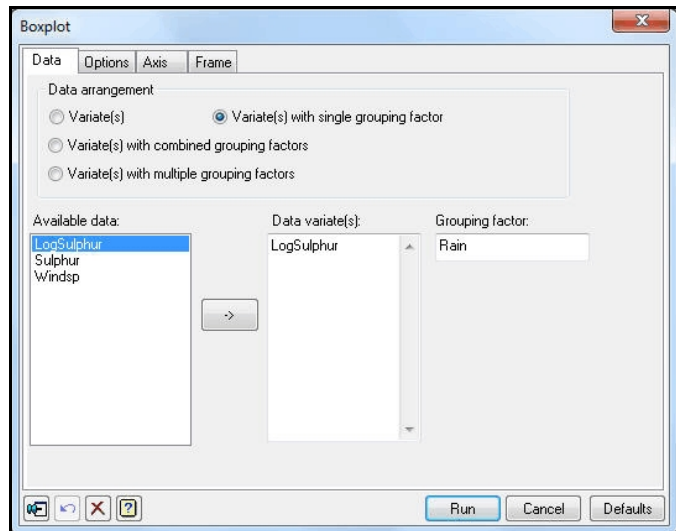 Boxplot
Data Options Axis Frame
Data arrangement
Variate(s) Variate(s) with single grouping factor
Variate(s) with combined grouping factors
Variate(s) with multiple grouping factors
Available data: Data variate(s): Grouping factor:
LogSulphur LogSulphur Rain
Sulphur
Windsp
->
Run Cancel Defaults